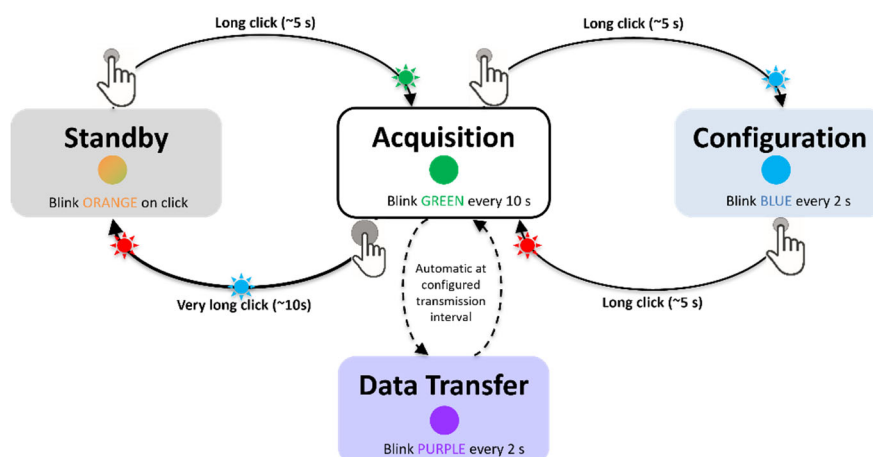 Long click (~5 s)
Long click (~5 s)
Standby
Blink ORANGE on click
Acquisition
Blink GREEN every 10 s
Configuration
Blink BLUE every 2 s
Very long click (~10s)
Automatic at
configured
transmission
interval
Long click (~5 s)
Data Transfer
Blink PURPLE every 2 s